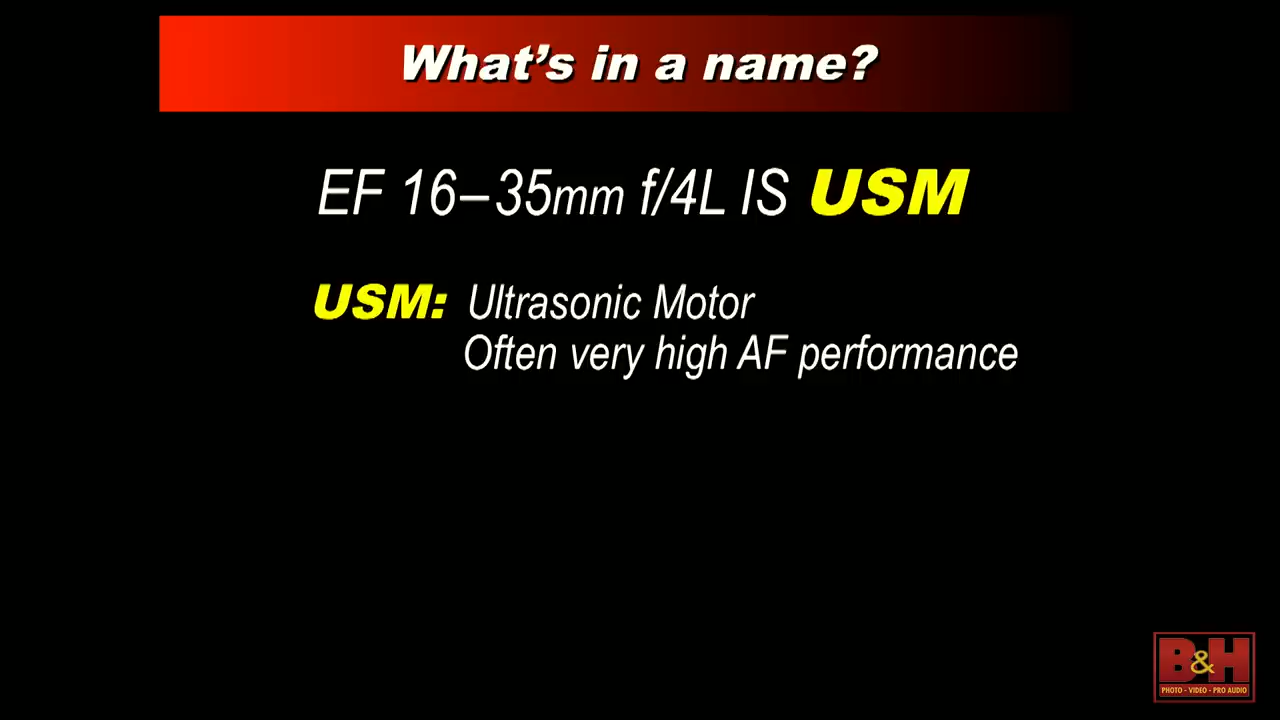 What's in a name?
EF 16–35mm f/4L IS USM
USM: Ultrasonic Motor
Often very high AF performance
B&H
PHOTO - VIDEO - PRO AUDIO